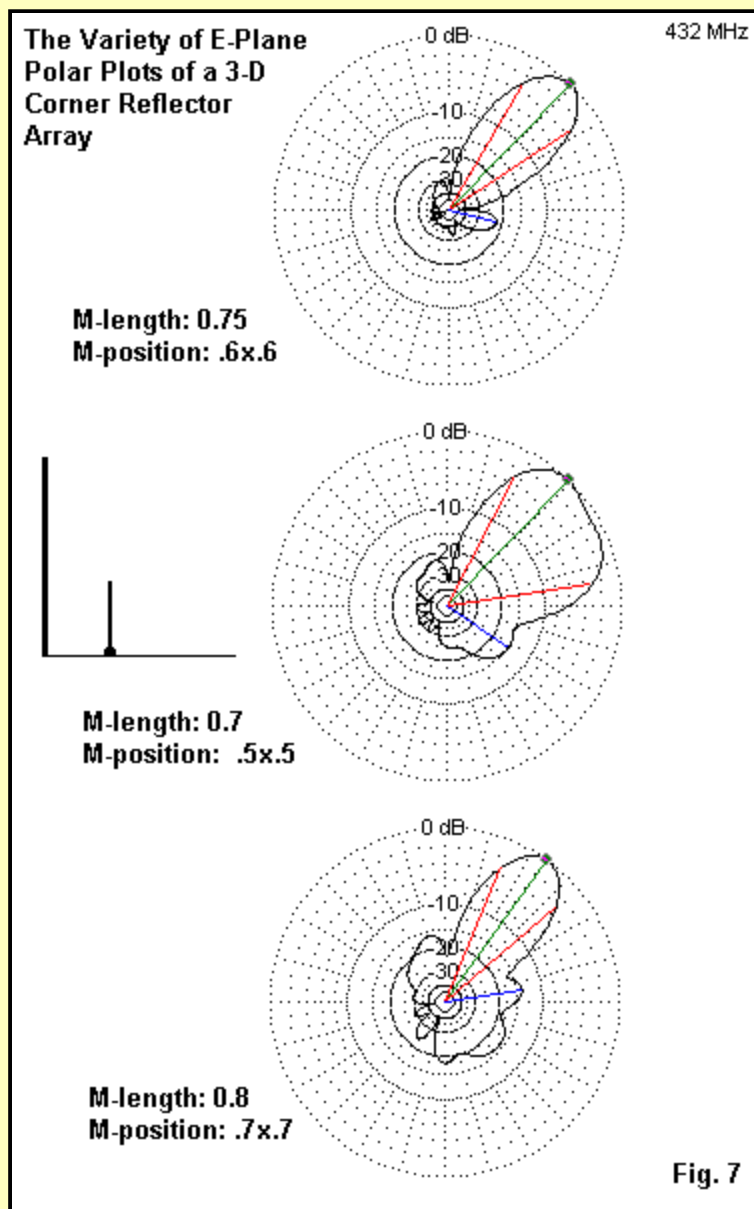 The Variety of E-Plane
Polar Plots of a 3-D
Corner Reflector
Array
432 MHz
0 dB
-10
20
30
M-length: 0.75
M-position: .6x.6
0 dB
-10
20
30
M-length: 0.7
M-position: .5x.5
0 dB
-10
-20
-30
M-length: 0.8
M-position: .7x.7
Fig. 7